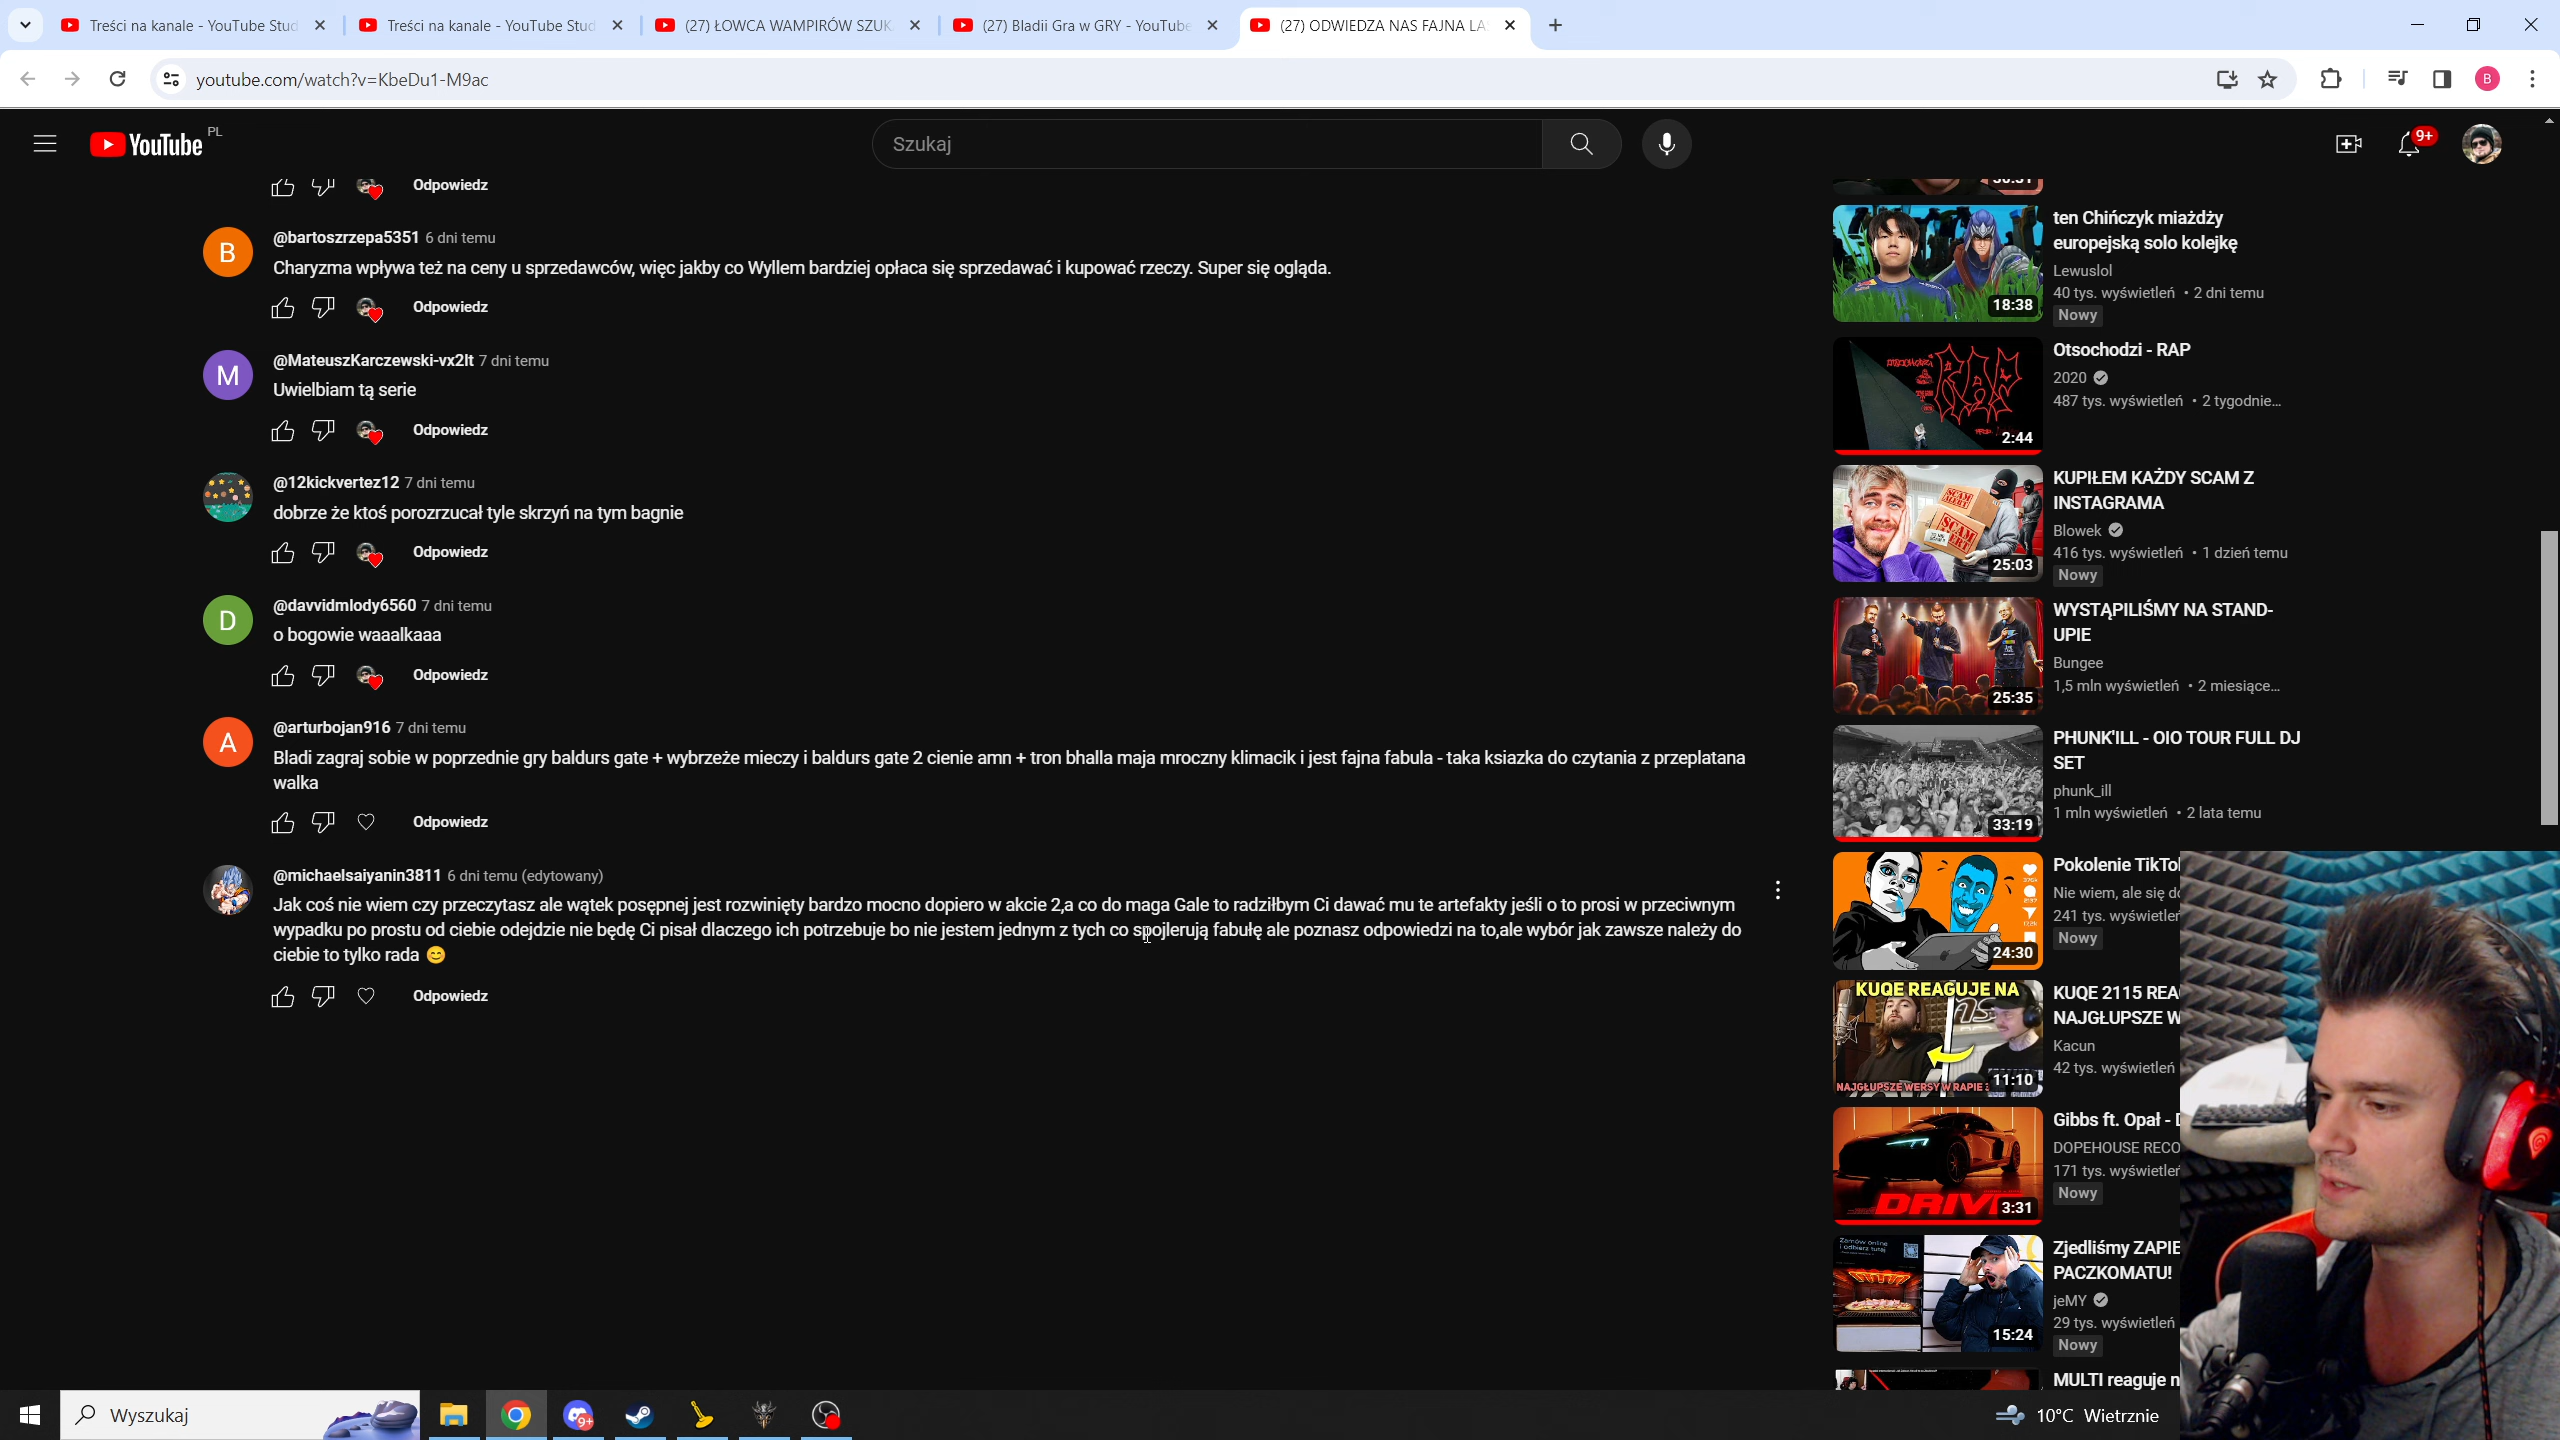 Treści na kanale - YouTube Stud
Treści na kanale - YouTube Stud
(27) ŁOWCA WAMPIRÓW SZUK
(27) Bladii Gra w GRY - YouTube
(27) ODWIEDZA NAS FAJNA LA
youtube.com/watch?v=KbeDu1-M9ac
B
YouTube PL
Szukaj
9+
Odpowiedz
B
@bartoszrzepa5351 6 dni temu
Charyzma wpływa też na ceny u sprzedawców, więc jakby co Wyllem bardziej opłaca się sprzedawać i kupować rzeczy. Super się ogląda.
Odpowiedz
M
@MateuszKarczewski-vx2lt 7 dni temu
Uwielbiam tą serie
Odpowiedz
@12kickvertez12 7 dni temu
dobrze że ktoś porozrzucał tyle skrzyń na tym bagnie
Odpowiedz
D
@davvidmlody6560 7 dni temu
o bogowie waaalkaaa
Odpowiedz
A
@arturbojan916 7 dni temu
Bladi zagraj sobie w poprzednie gry baldurs gate + wybrzeże mieczy i baldurs gate 2 cienie amn + tron bhalla maja mroczny klimacik i jest fajna fabula - taka ksiazka do czytania z przeplatana
walka
Odpowiedz
@michaelsaiyanin3811 6 dni temu (edytowany)
Jak coś nie wiem czy przeczytasz ale wątek posępnej jest rozwinięty bardzo mocno dopiero w akcie 2,a co do maga Gale to radziłbym Ci dawać mu te artefakty jeśli o to prosi w przeciwnym
wypadku po prostu od ciebie odejdzie nie będę Ci pisał dlaczego ich potrzebuje bo nie jestem jednym z tych co spojlerują fabułę ale poznasz odpowiedzi na to,ale wybór jak zawsze należy do
ciebie to tylko rada 😊
Odpowiedz
ten Chińczyk miażdży
europejską solo kolejkę
Lewuslol
40 tys. wyświetleń • 2 dni temu
Nowy
18:38
Otsochodzi - RAP
2020
487 tys. wyświetleń • 2 tygodnie...
RAP
2:44
KUPIŁEM KAŻDY SCAM Z
INSTAGRAMA
Blowek
416 tys. wyświetleń • 1 dzień temu
Nowy
SCAM
SCAM
25:03
WYSTĄPILIŚMY NA STAND-
UPIE
Bungee
1,5 mln wyświetleń • 2 miesiące...
25:35
PHUNK'ILL - OIO TOUR FULL DJ
SET
phunk_ill
1 mln wyświetleń • 2 lata temu
33:19
Pokolenie TikTo
Nie wiem, ale się d
241 tys. wyświetleń
Nowy
24:30
KUQE REAGUJE NA
NAJGŁUPSZE WERSY W RAPIE
11:10
KUQE 2115 REA
NAJGŁUPSZE W
Kacun
42 tys. wyświetleń
Gibbs ft. Opał -
DOPEHOUSE RECO
171 tys. wyświetleń
Nowy
DRIVE
3:31
Zamów online
i odbierz tutaj
15:24
Zjedliśmy ZAPIE
PACZKOMATU!
jeMY
29 tys. wyświetleń
Nowy
MULTI reaguje n
Wyszukaj
9+
10°C Wietrznie